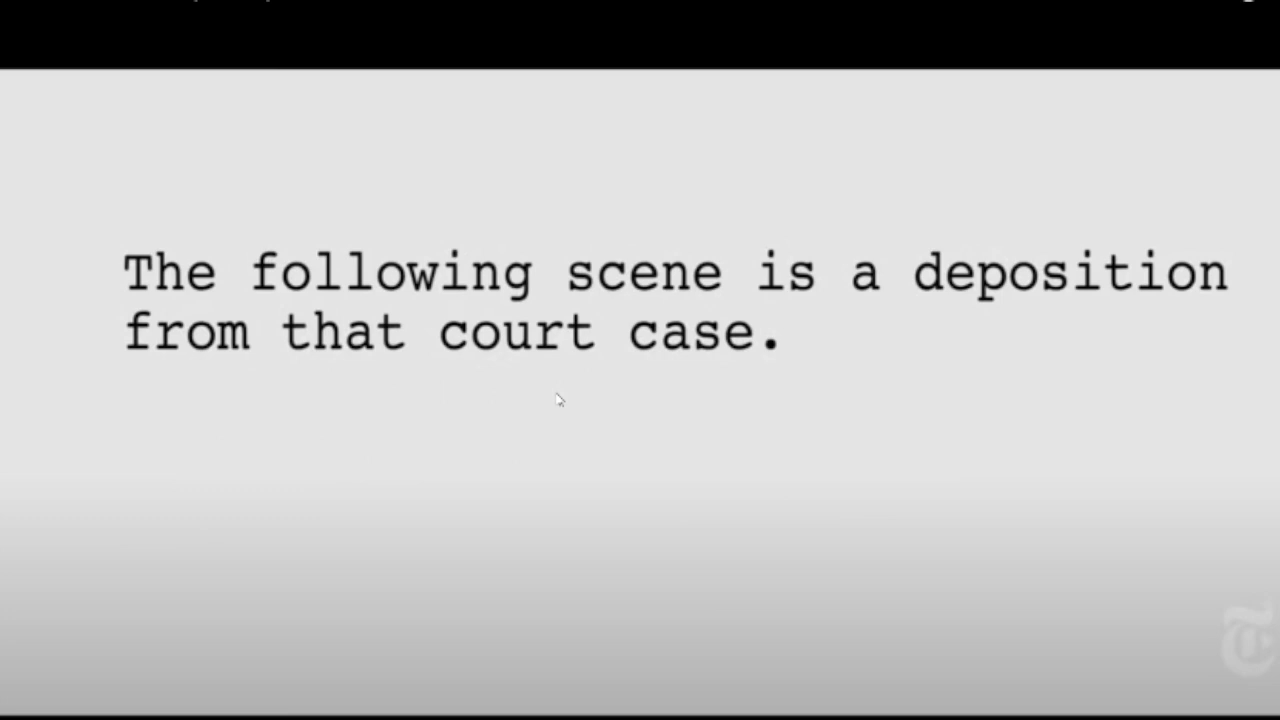 The following scene is a deposition
from that court case.